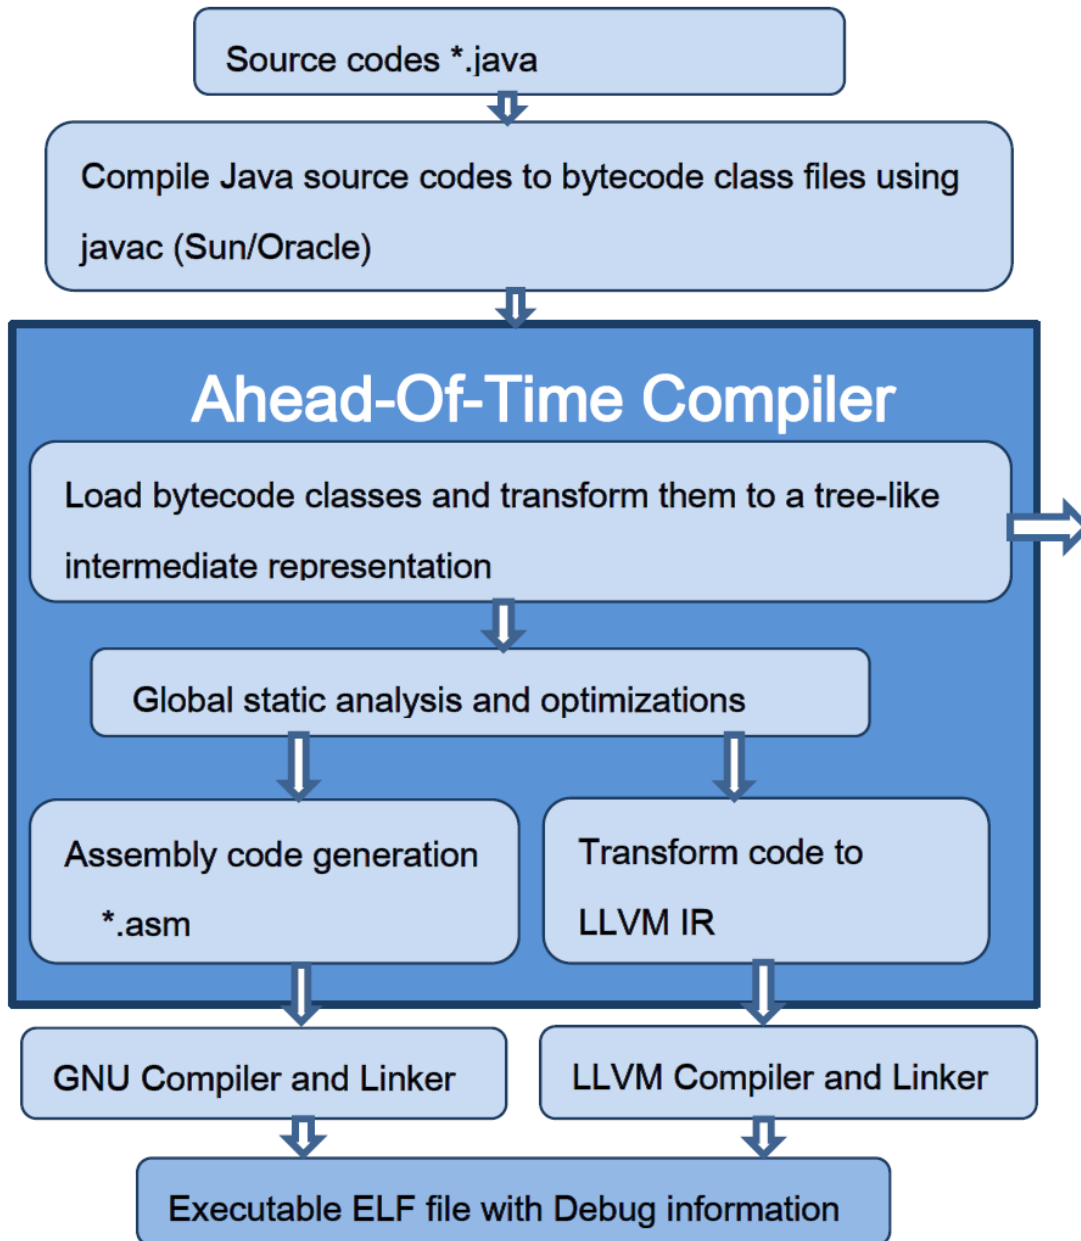 Source codes *.java
Compile Java source codes to bytecode class files using
javac (Sun/Oracle)
Ahead-Of-Time Compiler
Load bytecode classes and transform them to a tree-like
intermediate representation
Global static analysis and optimizations
Assembly code generation
*.asm
Transform code to
LLVM IR
GNU Compiler and Linker
LLVM Compiler and Linker
Executable ELF file with Debug information